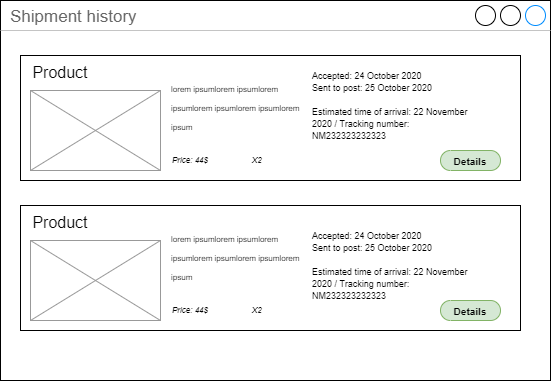 Shipment history
Product
lorem ipsumlorem ipsumlorem
ipsumlorem ipsumlorem ipsumlorem
ipsum
Price: 44$ X2
Accepted: 24 October 2020
Sent to post: 25 October 2020
Estimated time of arrival: 22 November
2020 / Tracking number:
NM232323232323
Details
Product
lorem ipsumlorem ipsumlorem
ipsumlorem ipsumlorem ipsumlorem
ipsum
Price: 44$ X2
Accepted: 24 October 2020
Sent to post: 25 October 2020
Estimated time of arrival: 22 November
2020 / Tracking number:
NM232323232323
Details